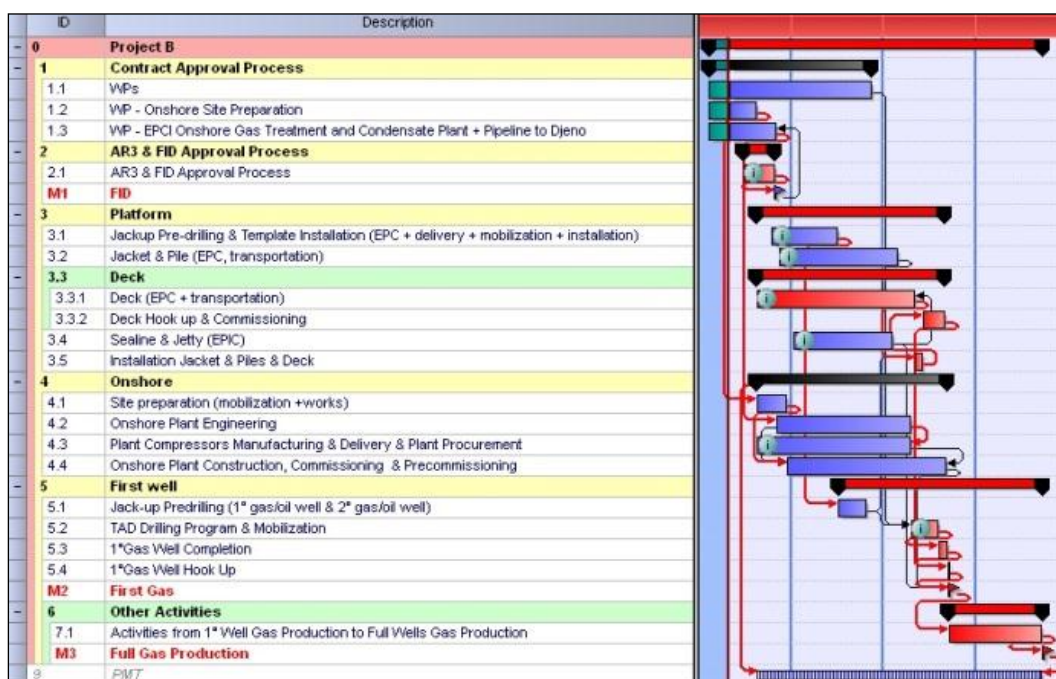 ID Description
0 Project B
1 Contract Approval Process
1.1 WPs
1.2 WP - Onshore Site Preparation
1.3 WP - EPCI Onshore Gas Treatment and Condensate Plant + Pipeline to Djeno
2 AR3 & FID Approval Process
2.1 AR3 & FID Approval Process
M1 FID
3 Platform
3.1 Jackup Pre-drilling & Template Installation (EPC + delivery + mobilization + installation)
3.2 Jacket & Pile (EPC, transportation)
3.3 Deck
3.3.1 Deck (EPC + transportation)
3.3.2 Deck Hook up & Commissioning
3.4 Sealine & Jetty (EPIC)
3.5 Installation Jacket & Piles & Deck
4 Onshore
4.1 Site preparation (mobilization +works)
4.2 Onshore Plant Engineering
4.3 Plant Compressors Manufacturing & Delivery & Plant Procurement
4.4 Onshore Plant Construction, Commissioning & Precommissioning
5 First well
5.1 Jack-up Predrilling (1° gas/oil well & 2° gas/oil well)
5.2 TAD Drilling Program & Mobilization
5.3 1°Gas Well Completion
5.4 1°Gas Well Hook Up
M2 First Gas
6 Other Activities
7.1 Activities from 1° Well Gas Production to Full Wells Gas Production
M3 Full Gas Production
9 PMT